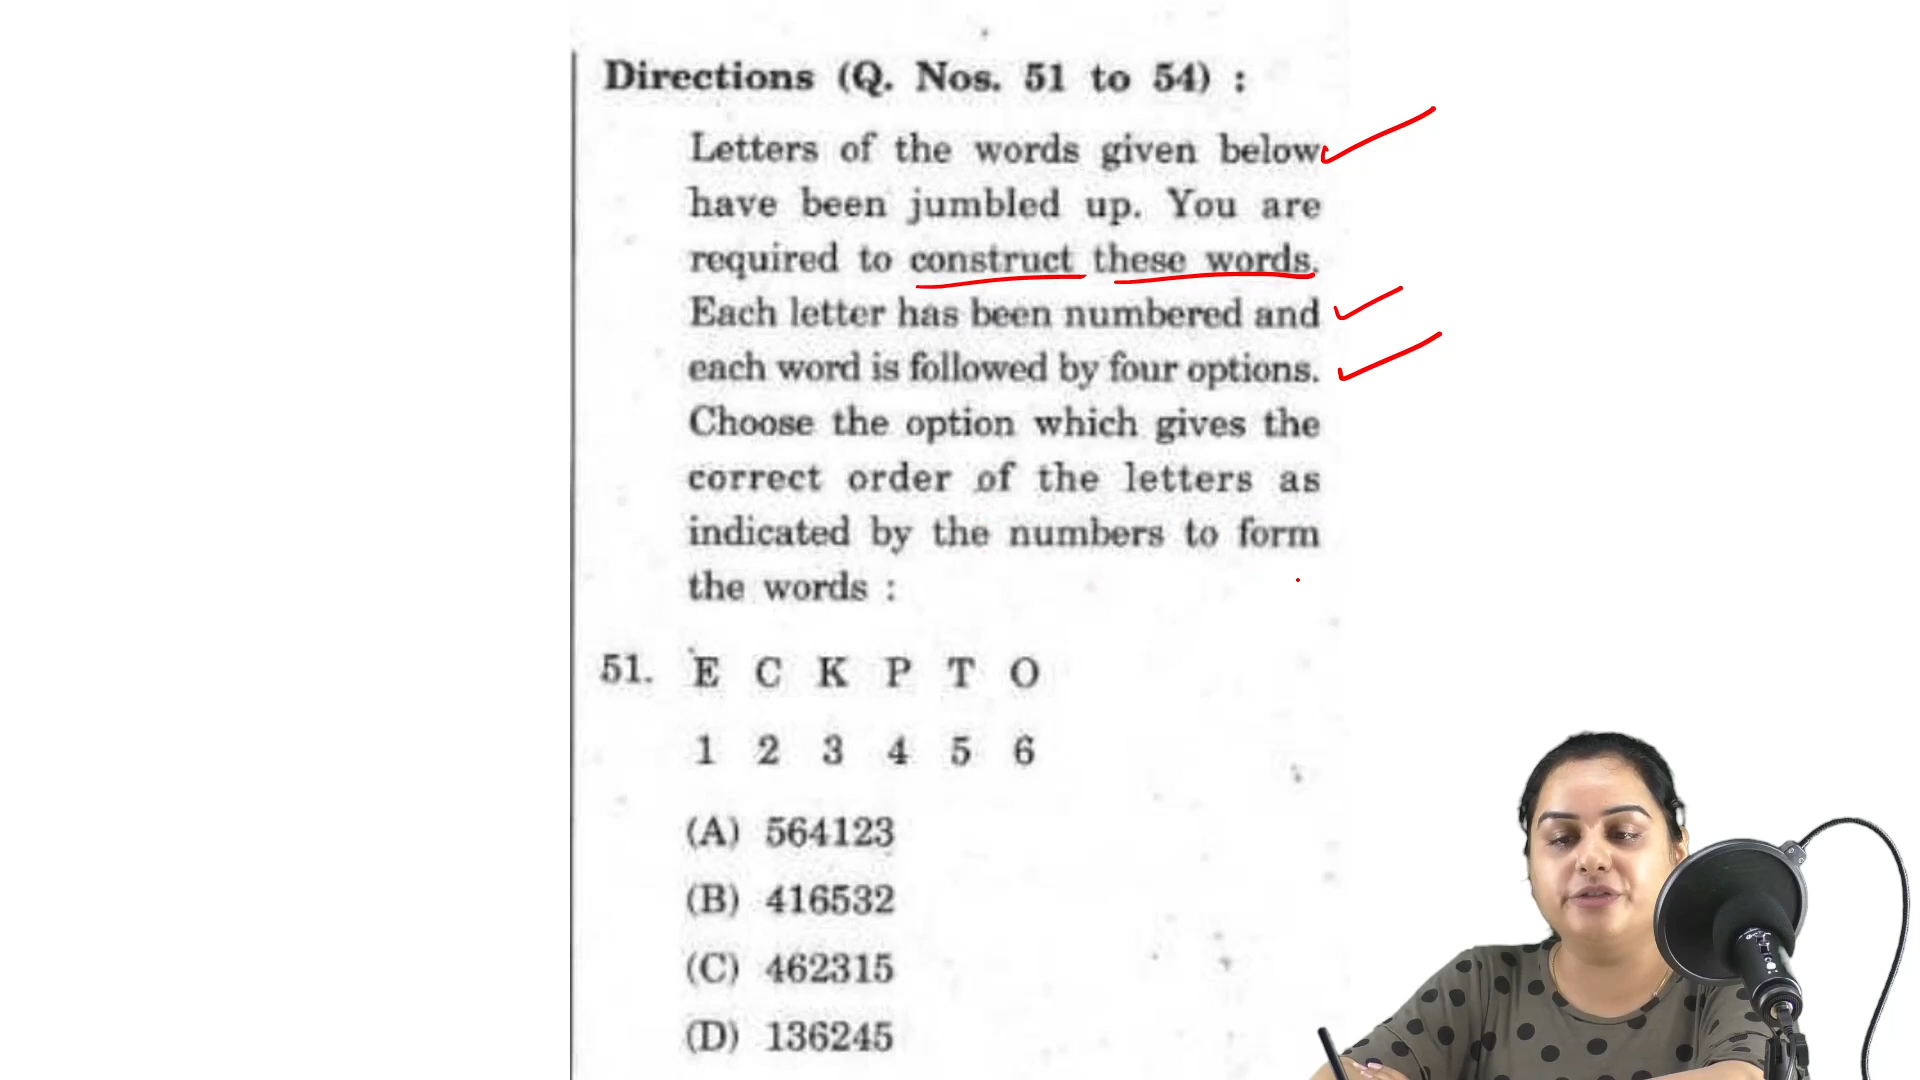 Directions (Q. Nos. 51 to 54) :
Letters of the words given below
have been jumbled up. You are
required to construct these words.
Each letter has been numbered and
each word is followed by four options.
Choose the option which gives the
correct order of the letters as
indicated by the numbers to form
the words :
51. E C K P T O
1 2 3 4 5 6
(A) 564123
(B) 416532
(C) 462315
(D) 136245